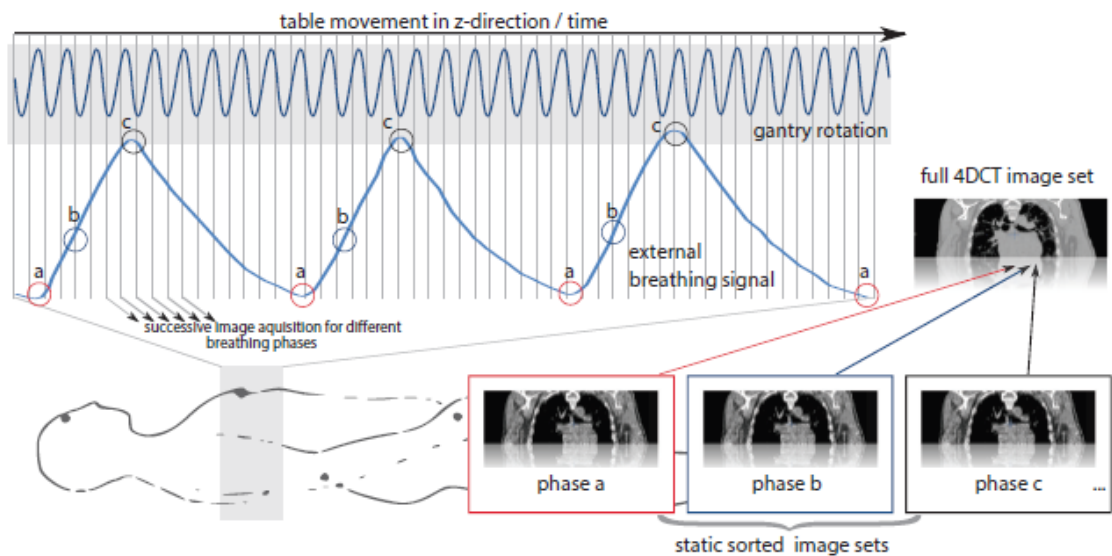 table movement in z-direction / time
gantry rotation
c
c
c
b
b
b
a
a
a
a
external
breathing signal
full 4DCT image set
successive image aquisition for different
breathing phases
phase a
phase b
phase c
...
static sorted image sets